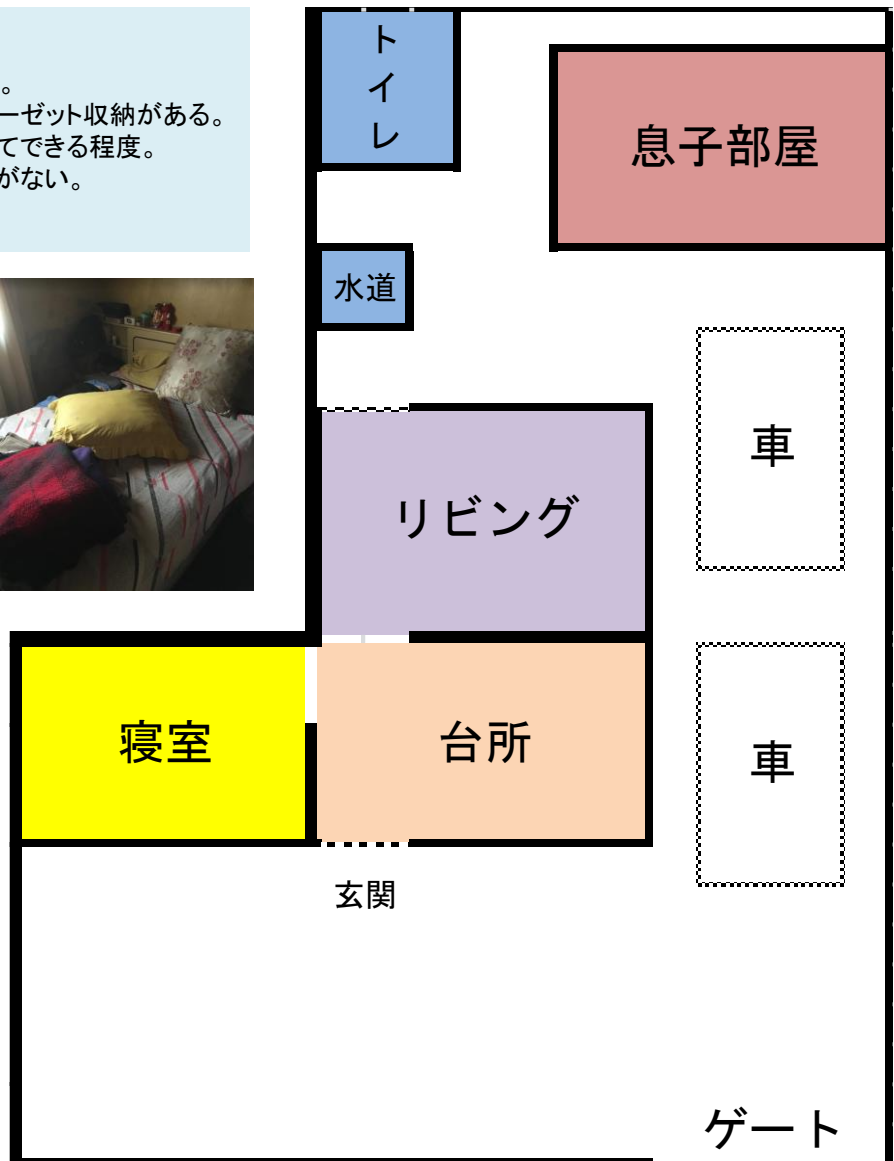 。
ーゼット収納がある。
てできる程度。
がない。
トイレ
息子部屋
水道
車
リビング
寝室
台所
車
玄関
ゲート